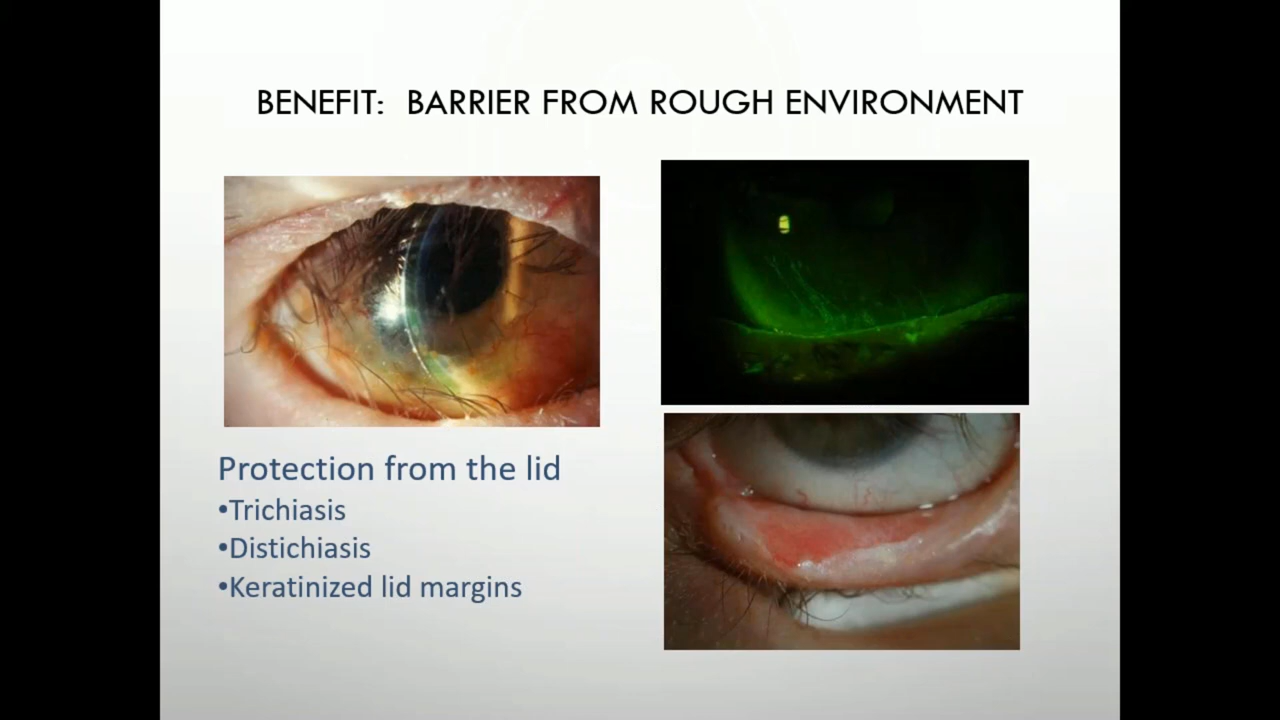 BENEFIT: BARRIER FROM ROUGH ENVIRONMENT
Protection from the lid
•Trichiasis
•Distichiasis
•Keratinized lid margins